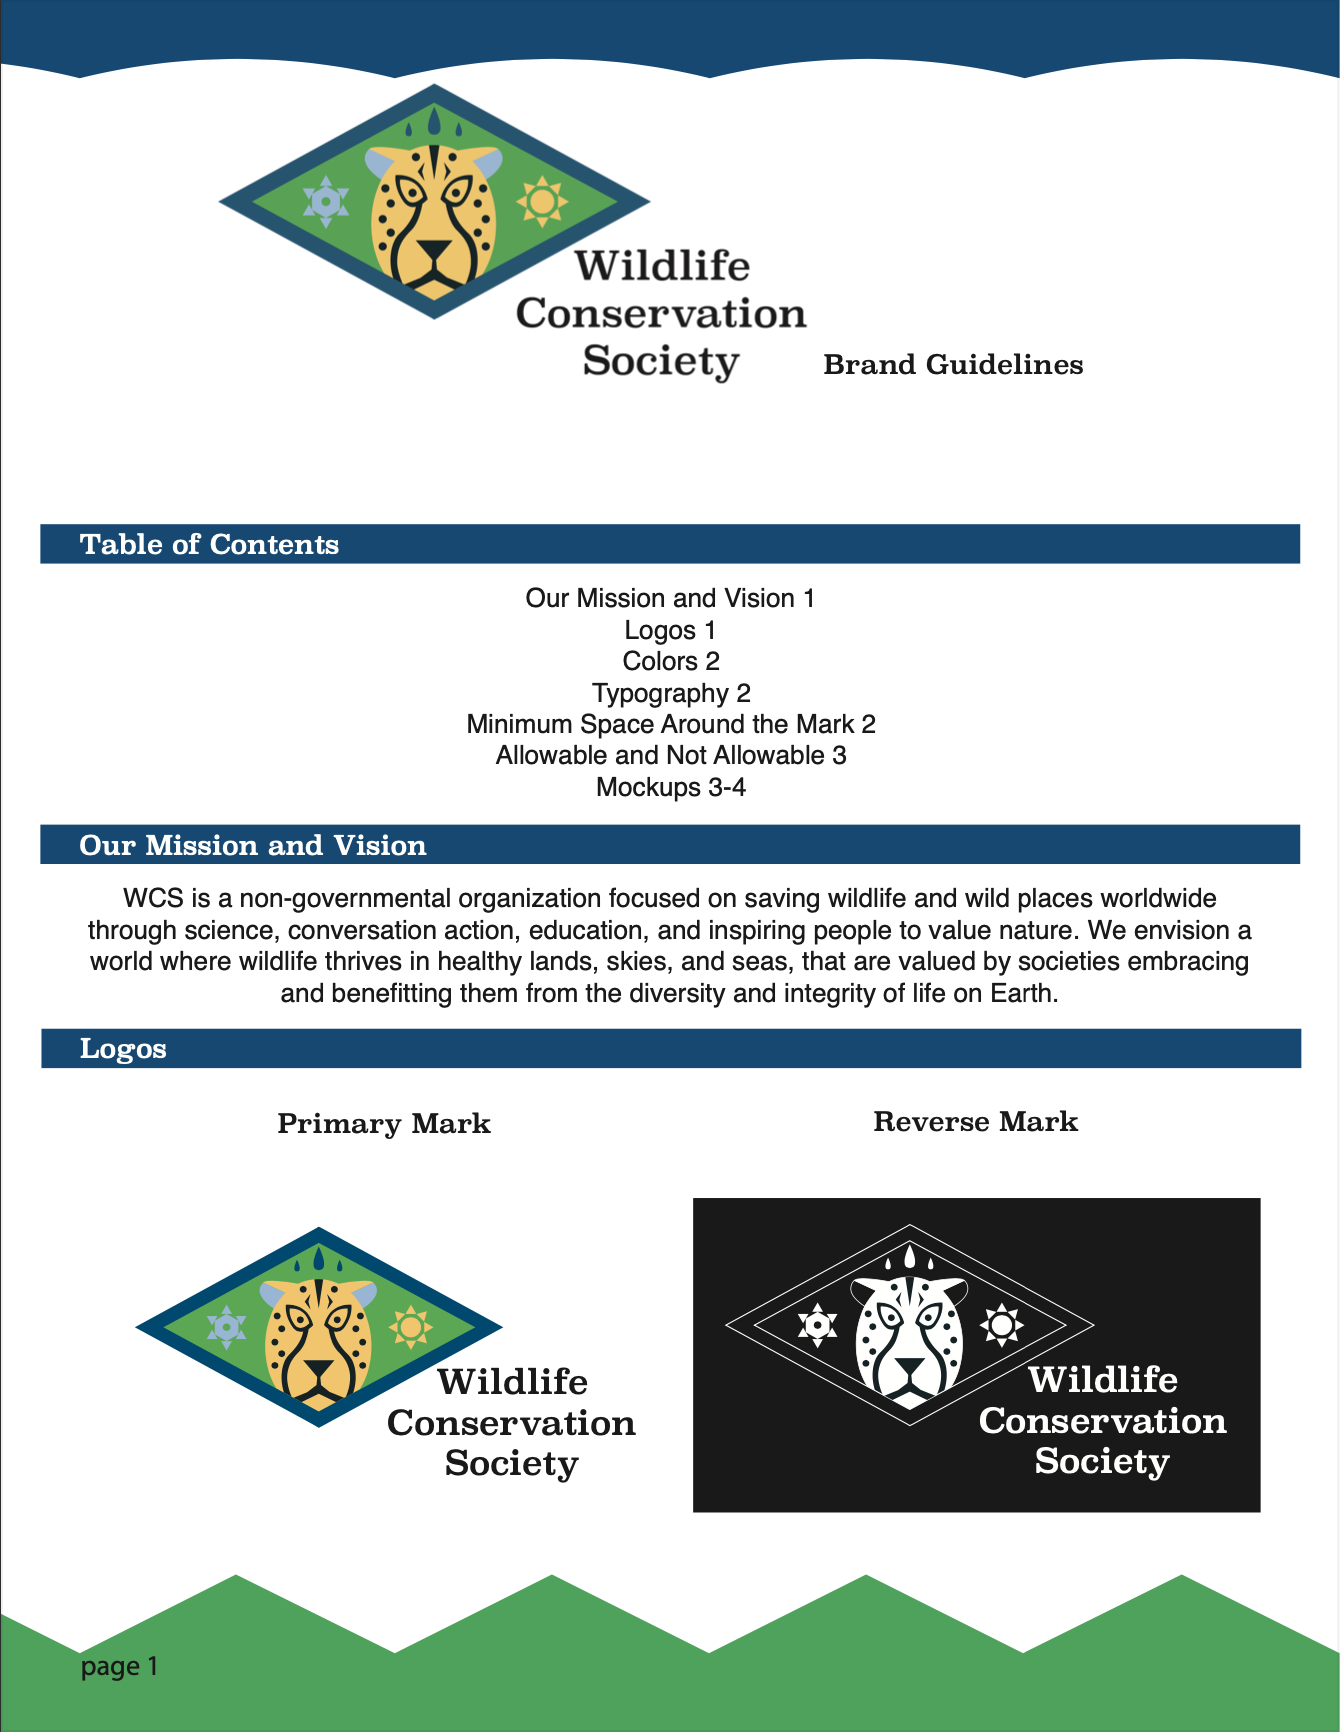 Wildlife
Conservation
Society
Brand Guidelines
Table of Contents
Our Mission and Vision 1
Logos 1
Colors 2
Typography 2
Minimum Space Around the Mark 2
Allowable and Not Allowable 3
Mockups 3-4
Our Mission and Vision
WCS is a non-governmental organization focused on saving wildlife and wild places worldwide
through science, conversation action, education, and inspiring people to value nature. We envision a
world where wildlife thrives in healthy lands, skies, and seas, that are valued by societies embracing
and benefitting them from the diversity and integrity of life on Earth.
Logos
Primary Mark
Wildlife
Conservation
Society
Reverse Mark
Wildlife
Conservation
Society
page 1